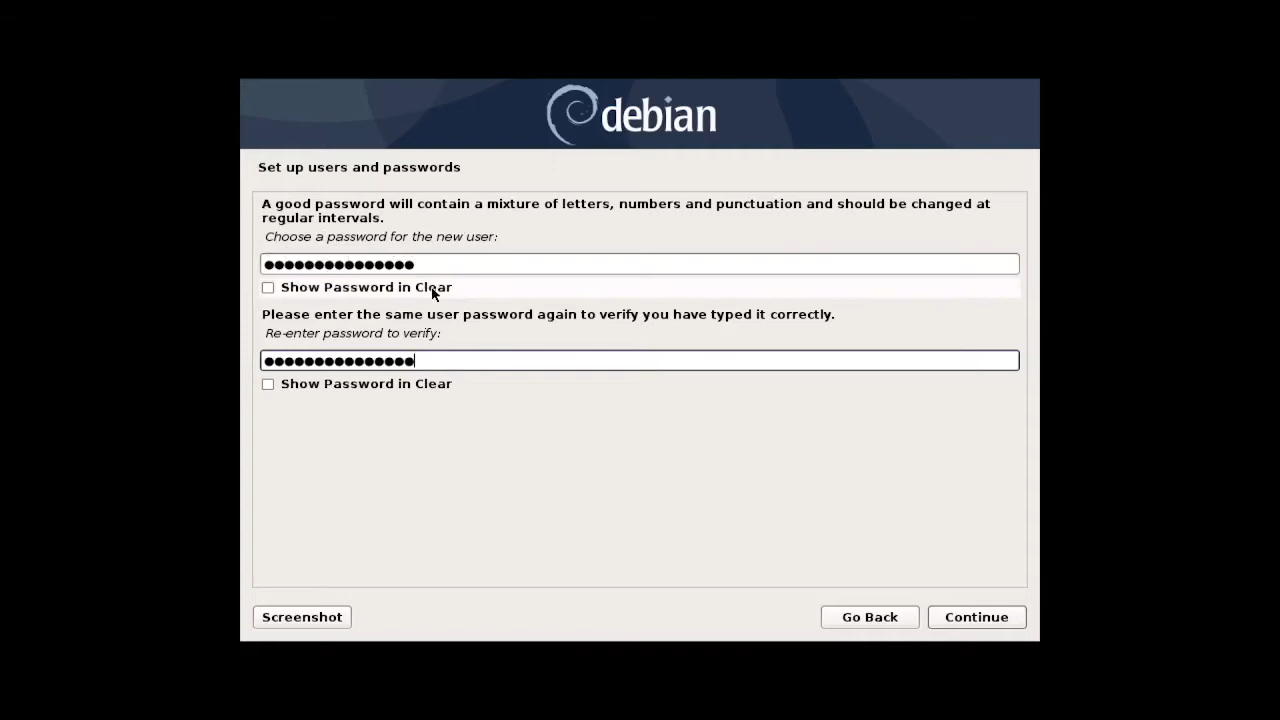 debian
Set up users and passwords
A good password will contain a mixture of letters, numbers and punctuation and should be changed at
regular intervals.
Choose a password for the new user:
●●●●●●●●●●●●●●●
Show Password in Clear
Please enter the same user password again to verify you have typed it correctly.
Re-enter password to verify:
●●●●●●●●●●●●●●●
Show Password in Clear
Screenshot
Go Back
Continue